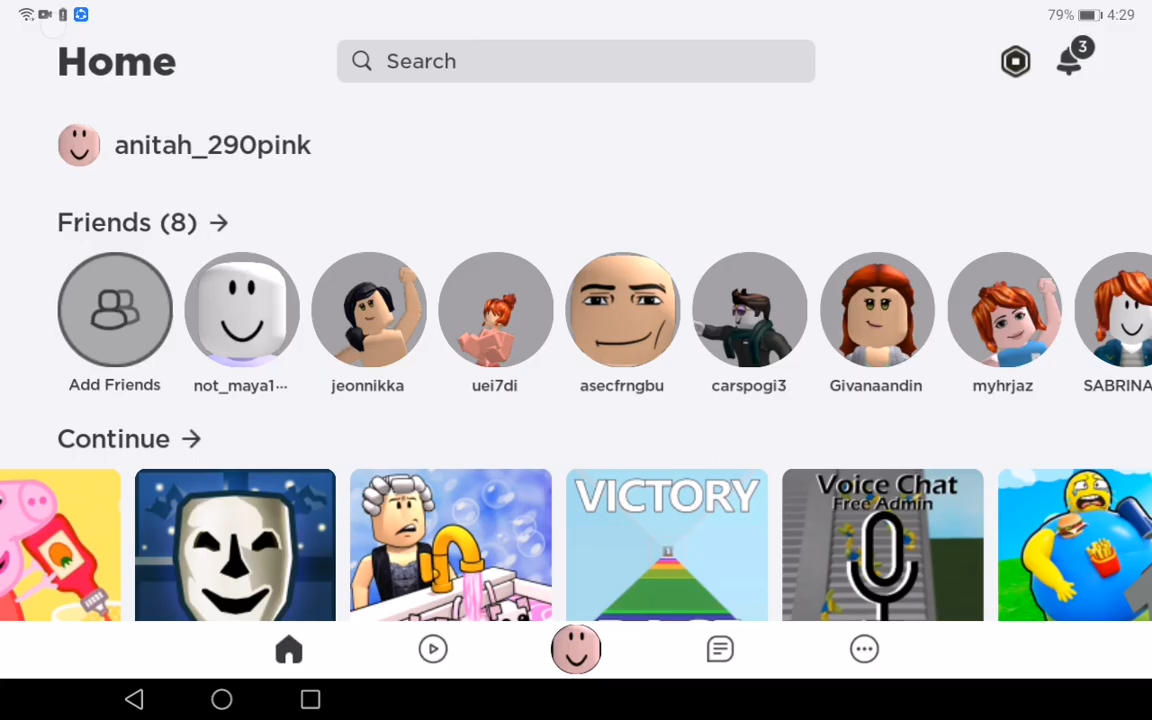 79% 4:29
Home
Search
3
anitah_290pink
Friends (8) →
Add Friends
not_maya1...
jeonnikka
uei7di
asecfrngbu
carspogi3
Givanaandin
myhrjaz
SABRINA
Continue →
VICTORY
Voice Chat
Free Admin